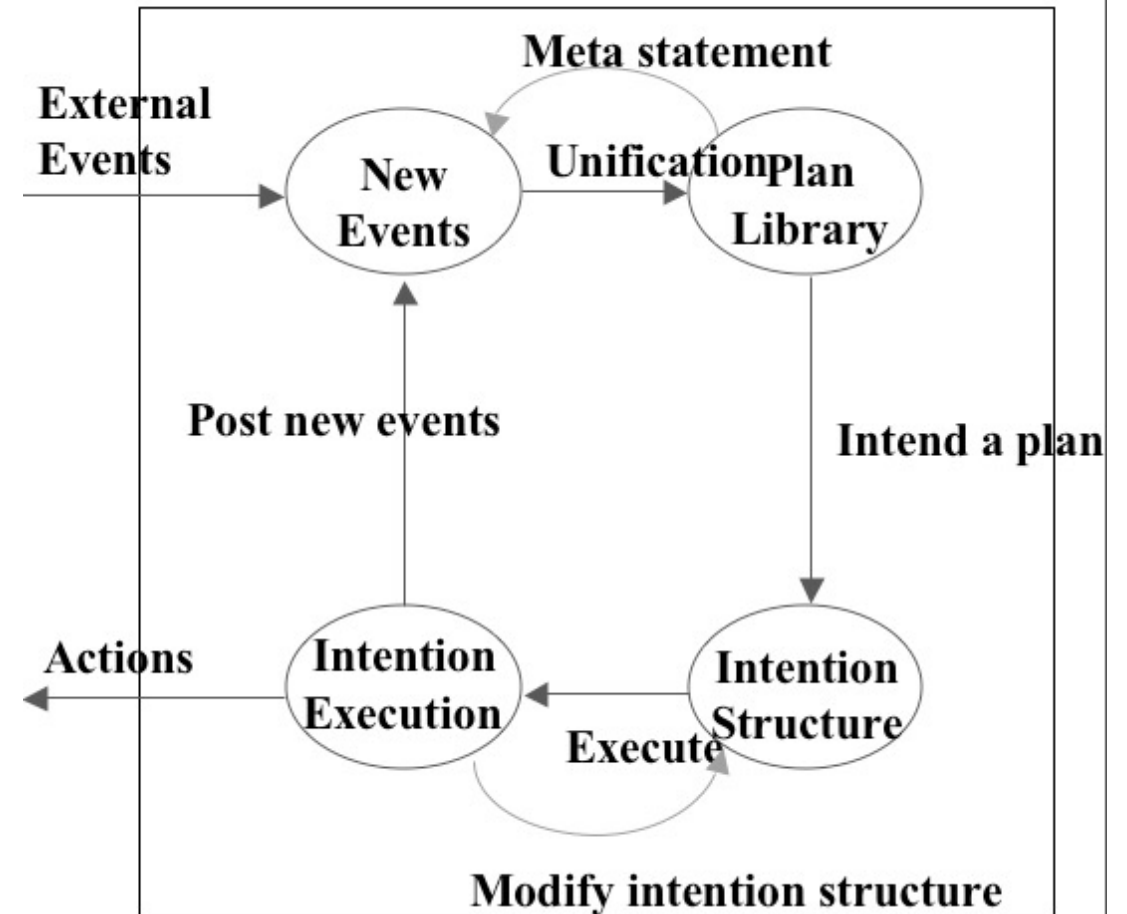 Meta statement
External
Events
Unification
New
Events
Plan
Library
Post new events
Intend a plan
Actions
Intention
Execution
Intention
Structure
Execute
Modify intention structure